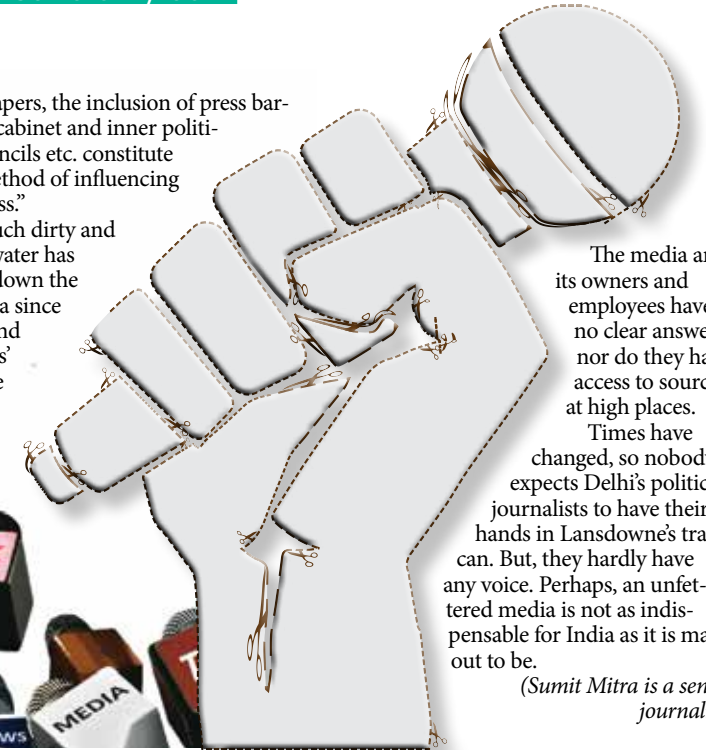 apers, the inclusion of press bar-
cabinet and inner politi-
ncils etc. constitute
ethod of influencing
ss.”
uch dirty and
vater has
down the
a since
nd
s’
e
The media an
its owners and
employees have
no clear answe
nor do they ha
access to sourc
at high places.
Times have
changed, so nobody
expects Delhi’s politic
journalists to have their
hands in Lansdowne’s tra
can. But, they hardly have
any voice. Perhaps, an unfet-
tered media is not as indis-
pensable for India as it is ma
out to be.
(Sumit Mitra is a sen
journal
MEDIA
WS